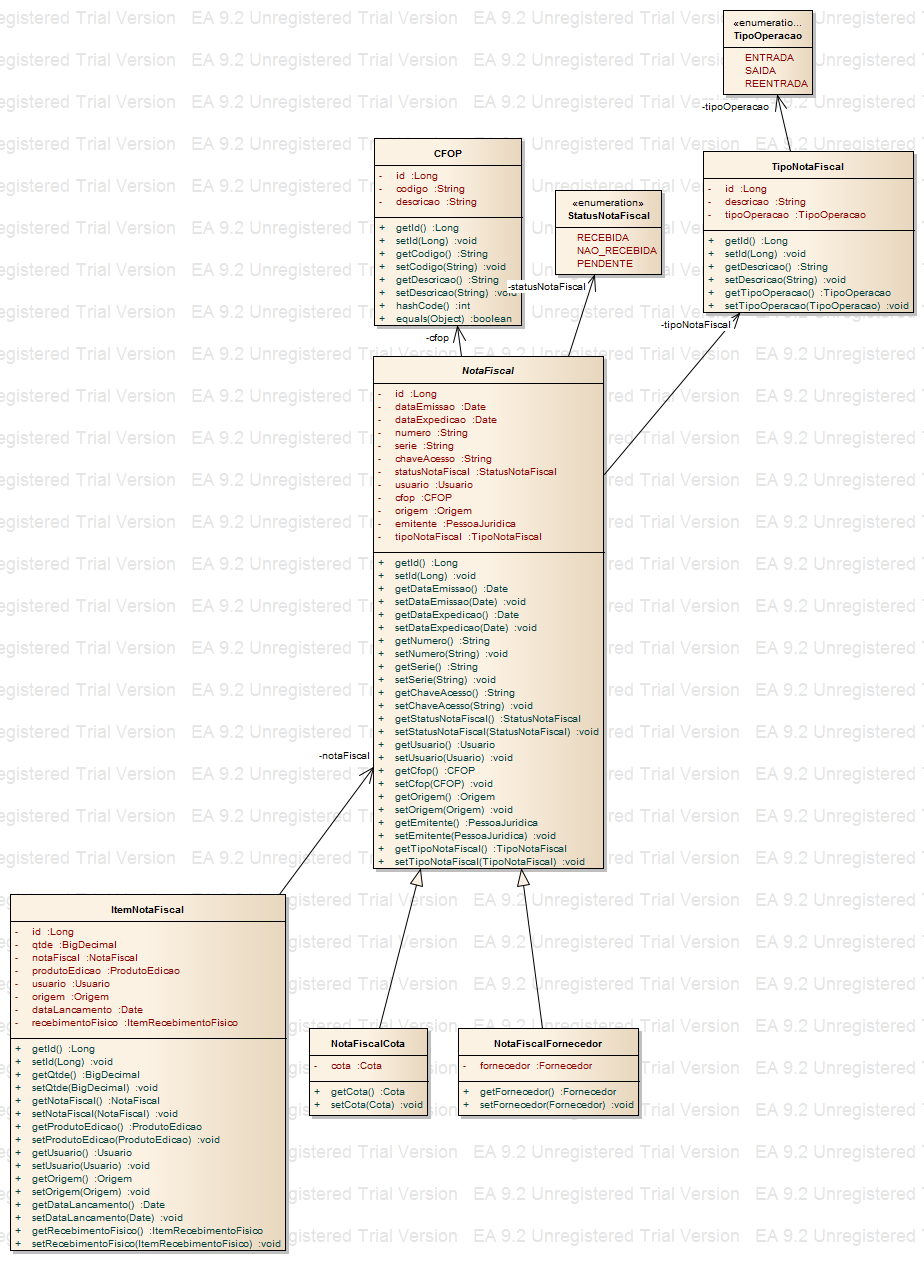 «enumeratio...
TipoOperacao
ENTRADA
SAIDA
REENTRADA
-tipoOperacao
CFOP
- id :Long
- codigo :String
- descricao :String
+ getId() :Long
+ setId(Long) :void
+ getCodigo() :String
+ setCodigo(String) :void
+ getDescricao() :String
+ setDescricao(String) :void
+ hashCode() :int
+ equals(Object) :boolean
«enumeration»
StatusNotaFiscal
RECEBIDA
NAO_RECEBIDA
PENDENTE
TipoNotaFiscal
- id :Long
- descricao :String
- tipoOperacao :TipoOperacao
+ getId() :Long
+ setId(Long) :void
+ getDescricao() :String
+ setDescricao(String) :void
+ getTipoOperacao() :TipoOperacao
+ setTipoOperacao(TipoOperacao) :void
-statusNotaFiscal
-tipoNotaFiscal
-cfop
NotaFiscal
- id :Long
- dataEmissao :Date
- dataExpedicao :Date
- numero :String
- serie :String
- chaveAcesso :String
- statusNotaFiscal :StatusNotaFiscal
- usuario :Usuario
- cfop :CFOP
- origem :Origem
- emitente :PessoaJuridica
- tipoNotaFiscal :TipoNotaFiscal
+ getId() :Long
+ setId(Long) :void
+ getDataEmissao() :Date
+ setDataEmissao(Date) :void
+ getDataExpedicao() :Date
+ setDataExpedicao(Date) :void
+ getNumero() :String
+ setNumero(String) :void
+ getSerie() :String
+ setSerie(String) :void
+ getChaveAcesso() :String
+ setChaveAcesso(String) :void
+ getStatusNotaFiscal() :StatusNotaFiscal
+ setStatusNotaFiscal(StatusNotaFiscal) :void
+ getUsuario() :Usuario
+ setUsuario(Usuario) :void
+ getCfop() :CFOP
+ setCfop(CFOP) :void
+ getOrigem() :Origem
+ setOrigem(Origem) :void
+ getEmitente() :PessoaJuridica
+ setEmitente(PessoaJuridica) :void
+ getTipoNotaFiscal() :TipoNotaFiscal
+ setTipoNotaFiscal(TipoNotaFiscal) :void
-notaFiscal
ItemNotaFiscal
- id :Long
- qtde :BigDecimal
- notaFiscal :NotaFiscal
- produtoEdicao :ProdutoEdicao
- usuario :Usuario
- origem :Origem
- dataLancamento :Date
- recebimentoFisico :ItemRecebimentoFisico
+ getId() :Long
+ setId(Long) :void
+ getQtde() :BigDecimal
+ setQtde(BigDecimal) :void
+ getNotaFiscal() :NotaFiscal
+ setNotaFiscal(NotaFiscal) :void
+ getProdutoEdicao() :ProdutoEdicao
+ setProdutoEdicao(ProdutoEdicao) :void
+ getUsuario() :Usuario
+ setUsuario(Usuario) :void
+ getOrigem() :Origem
+ setOrigem(Origem) :void
+ getDataLancamento() :Date
+ setDataLancamento(Date) :void
+ getRecebimentoFisico() :ItemRecebimentoFisico
+ setRecebimentoFisico(ItemRecebimentoFisico) :void
NotaFiscalCota
- cota :Cota
+ getCota() :Cota
+ setCota(Cota) :void
NotaFiscalFornecedor
- fornecedor :Fornecedor
+ getFornecedor() :Fornecedor
+ setFornecedor(Fornecedor) :void
EA 9.2 Unregistered Trial Version